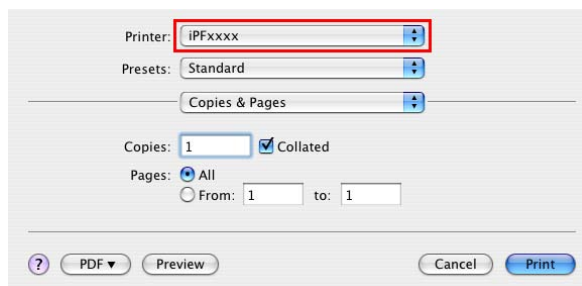 Printer: iPFxxxx
Presets: Standard
Copies & Pages
Copies: 1 Collated
Pages: All
From: 1 to: 1
? PDF ▼ Preview Cancel Print